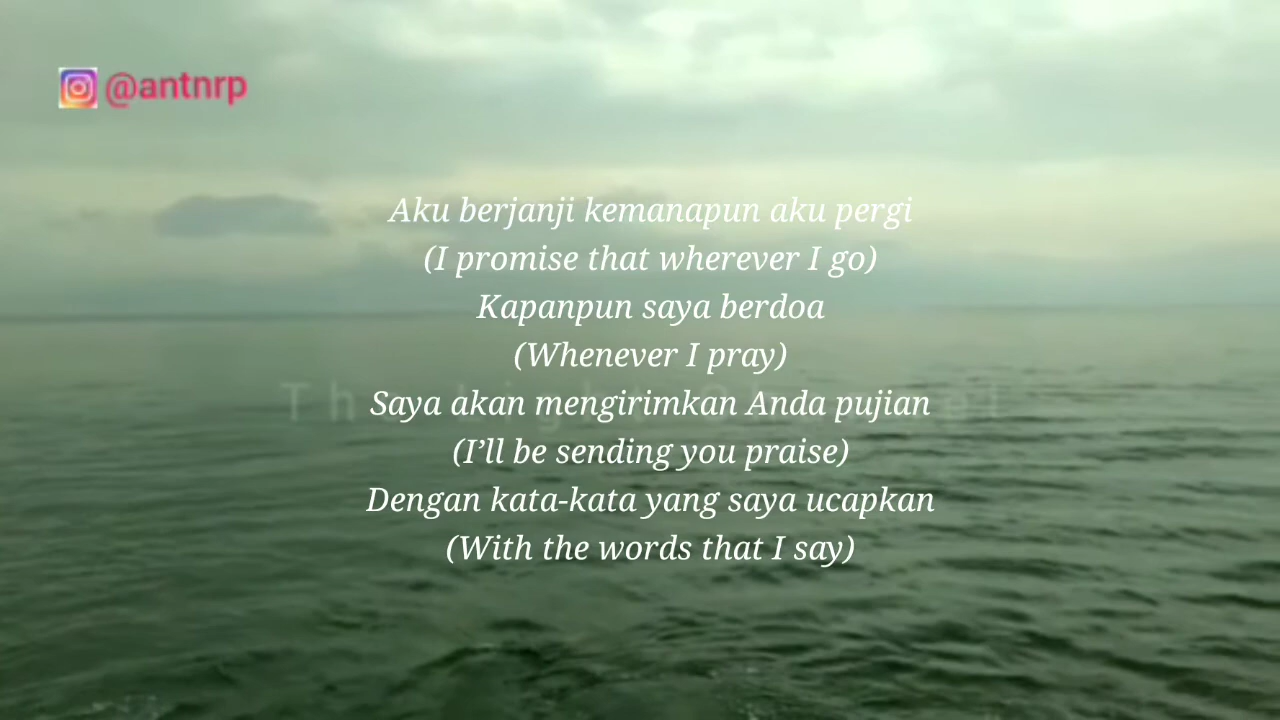 @antnrp
Aku berjanji kemanapun aku pergi
(I promise that wherever I go)
Kapanpun saya berdoa
(Whenever I pray)
Saya akan mengirimkan Anda pujian
(I’ll be sending you praise)
Dengan kata-kata yang saya ucapkan
(With the words that I say)